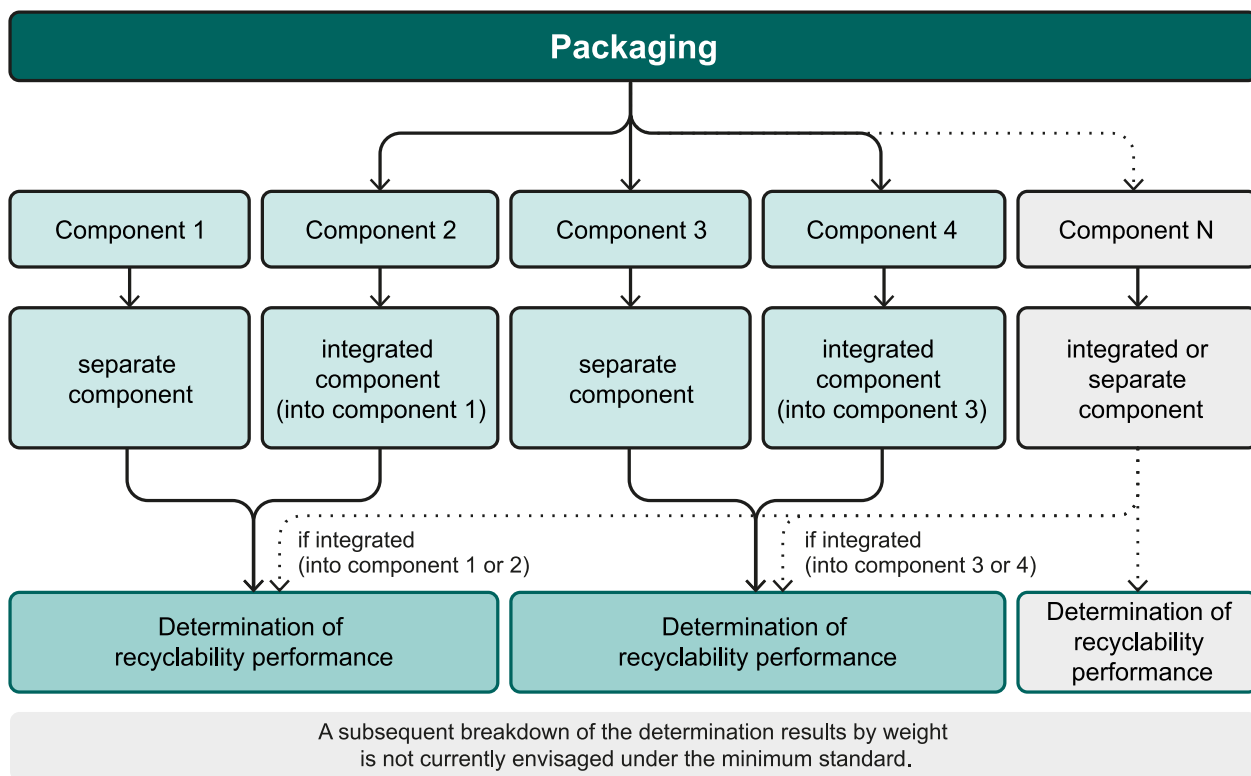 Packaging
Component 1
Component 2
Component 3
Component 4
Component N
separate
component
integrated
component
(into component 1)
separate
component
integrated
component
(into component 3)
integrated or
separate
component
if integrated
(into component 1 or 2)
if integrated
(into component 3 or 4)
Determination of
recyclability performance
Determination of
recyclability performance
Determination of
recyclability
performance
A subsequent breakdown of the determination results by weight
is not currently envisaged under the minimum standard.